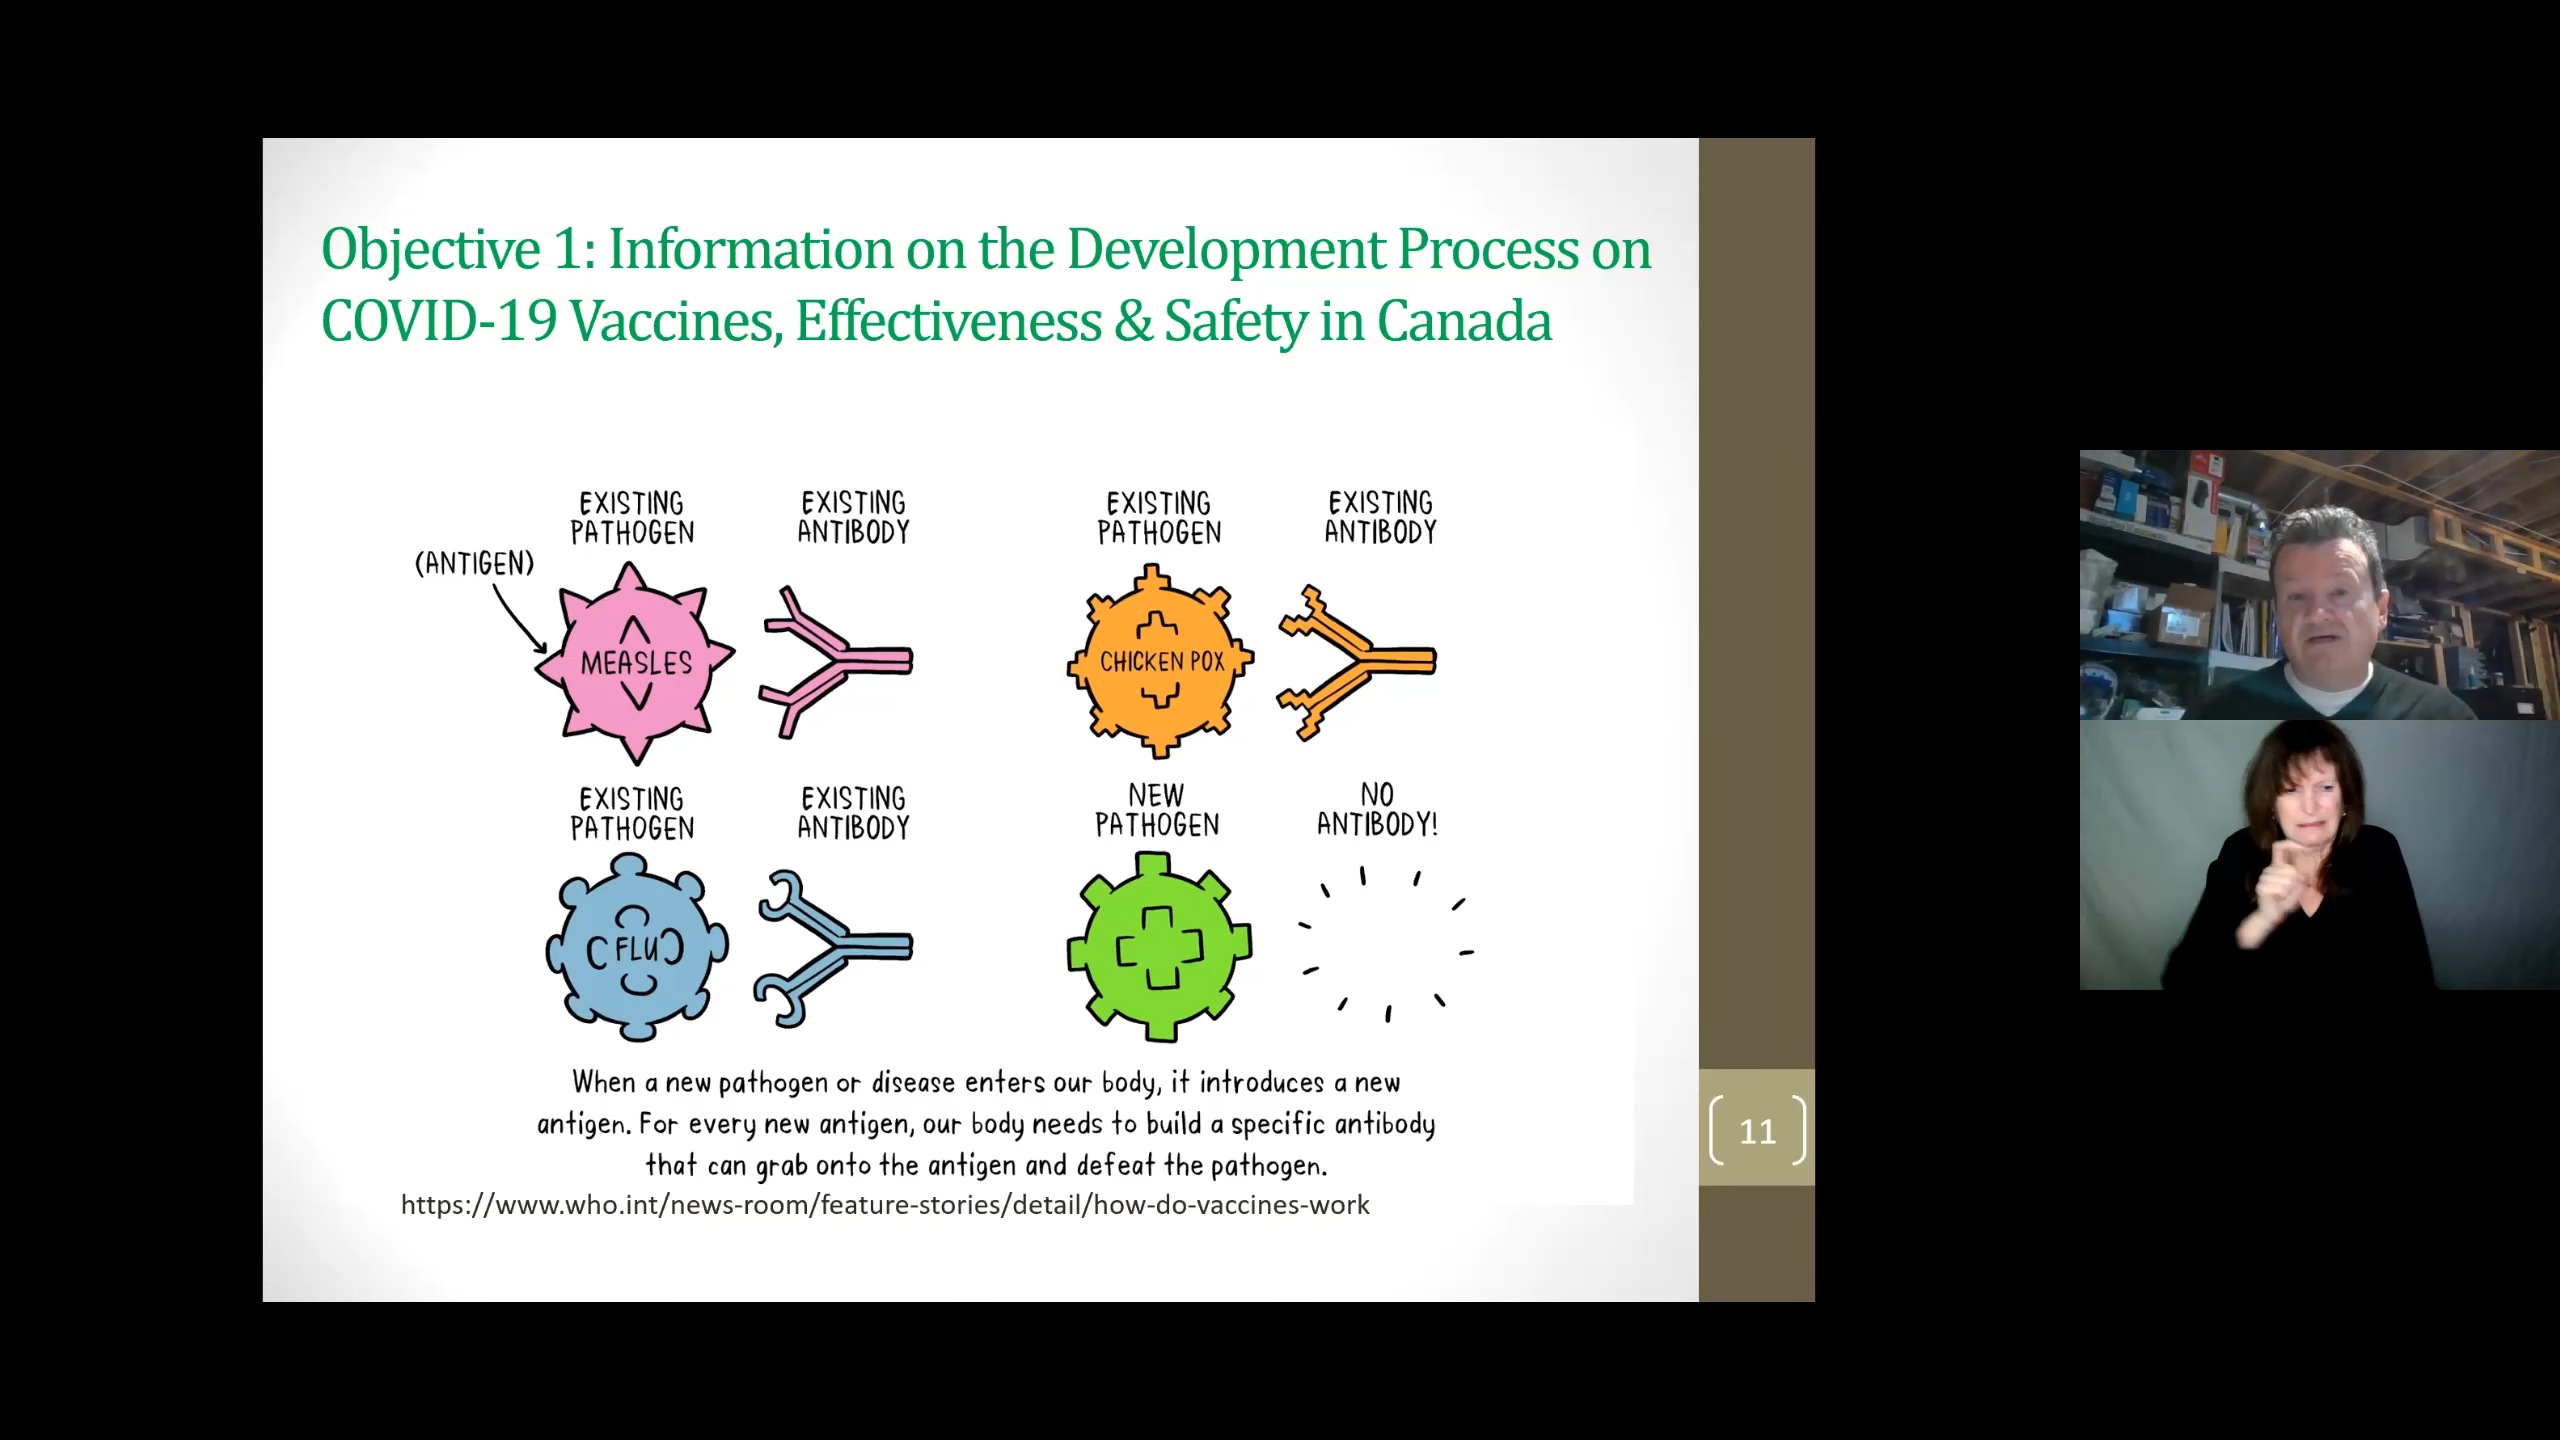 Objective 1: Information on the Development Process on
COVID-19 Vaccines, Effectiveness & Safety in Canada
EXISTING
PATHOGEN
EXISTING
ANTIBODY
EXISTING
PATHOGEN
EXISTING
ANTIBODY
(ANTIGEN)
MEASLES
CHICKEN POX
EXISTING
PATHOGEN
EXISTING
ANTIBODY
NEW
PATHOGEN
NO
ANTIBODY!
FLU
When a new pathogen or disease enters our body, it introduces a new
antigen. For every new antigen, our body needs to build a specific antibody
that can grab onto the antigen and defeat the pathogen.
11
https://www.who.int/news-room/feature-stories/detail/how-do-vaccines-work